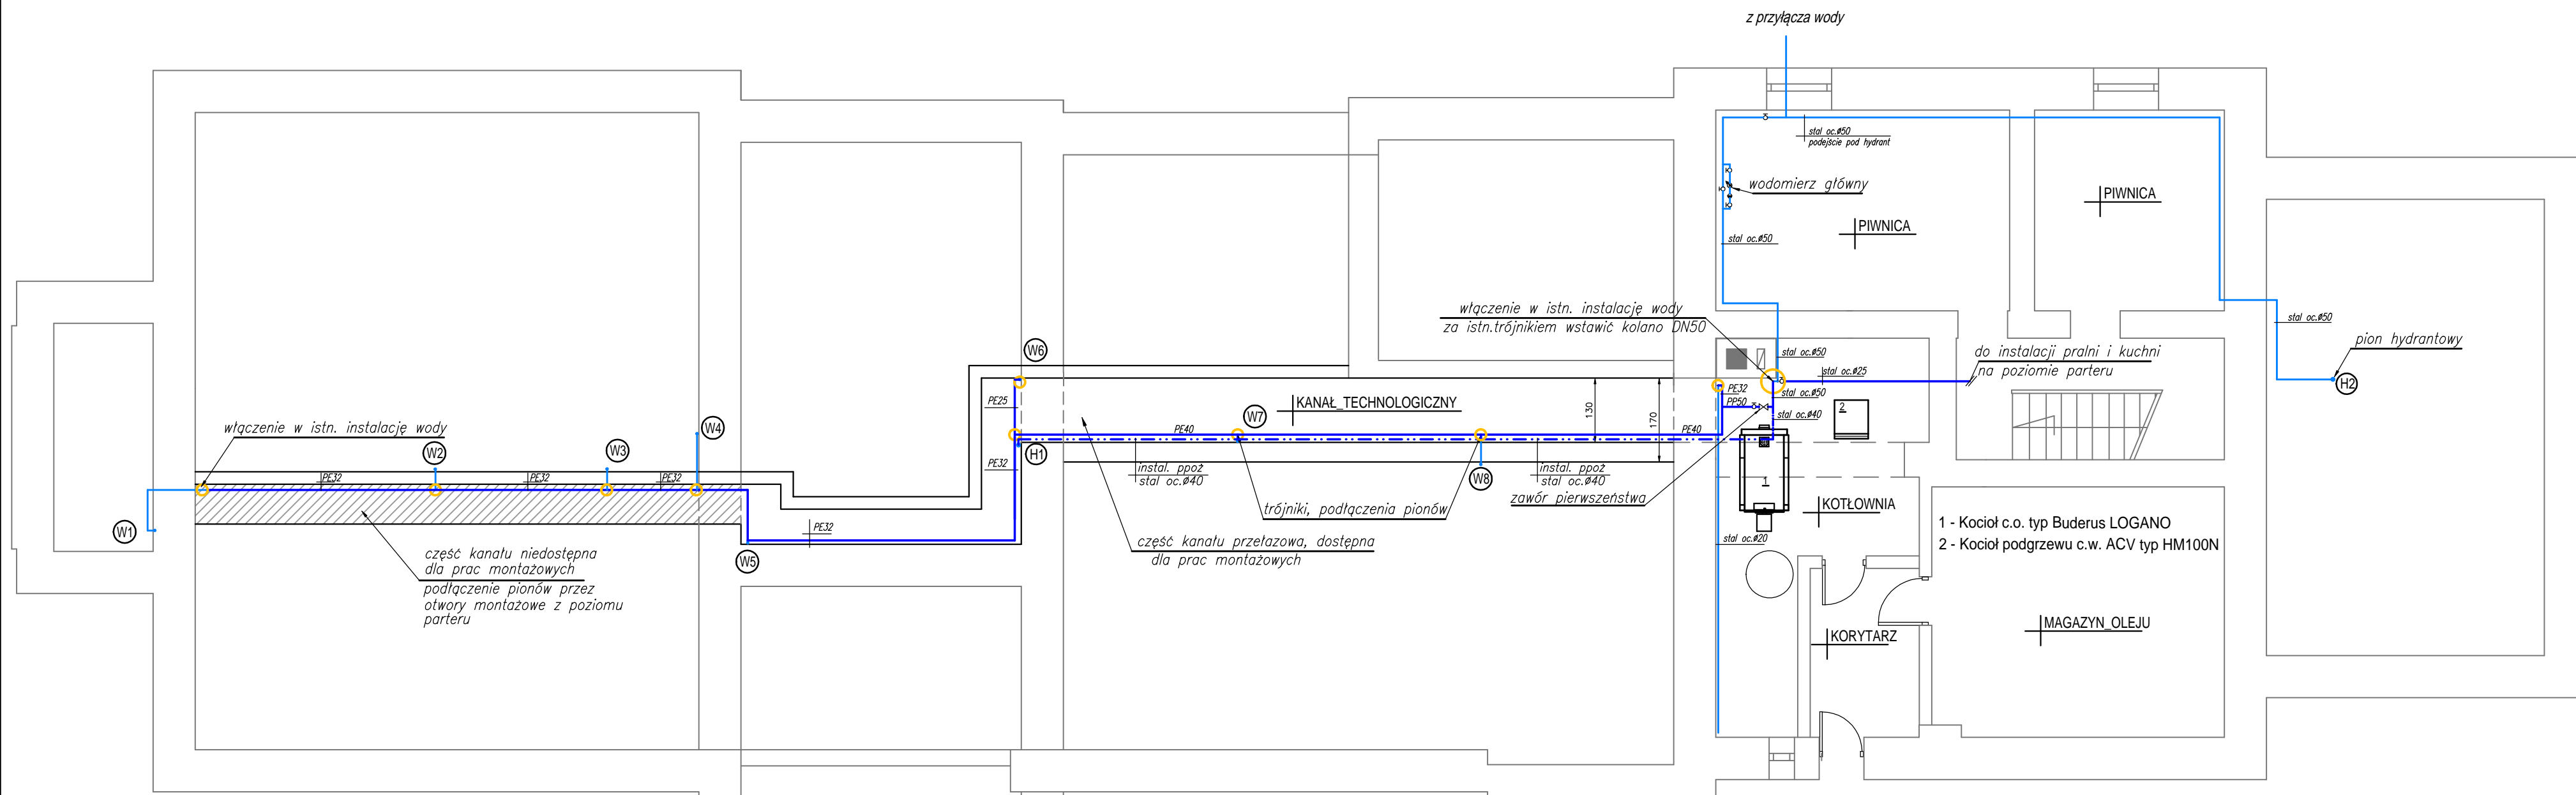 z przyłącza wody
stal oc.Ø50
podejście pod hydrant
wodomierz główny
stal oc.Ø50
PIWNICA
PIWNICA
włączenie w istn. instalację wody
za istn.trójnikiem wstawić kolano DN50
stal oc.Ø50
stal oc.Ø50
pion hydrantowy
H2
do instalacji pralni i kuchni
na poziomie parteru
stal oc.Ø25
stal oc.Ø50
stal oc.Ø40
PE32
PP50
2
1
W6
PE25
KANAŁ_TECHNOLOGICZNY
130
170
W7
PE40
PE40
włączenie w istn. instalację wody
W2
W3
W4
H1
PE32
PE32
PE32
PE32
W1
W5
PE32
instal. ppoż
stal oc.Ø40
instal. ppoż
stal oc.Ø40
W8
zawór pierwszeństwa
trójniki, podłączenia pionów
część kanału przełazowa, dostępna
dla prac montażowych
część kanału niedostępna
dla prac montażowych
podłączenie pionów przez
otwory montażowe z poziomu
parteru
stal oc.Ø20
KOTŁOWNIA
1 - Kocioł c.o. typ Buderus LOGANO
2 - Kocioł podgrzewu c.w. ACV typ HM100N
KORYTARZ
MAGAZYN_OLEJU